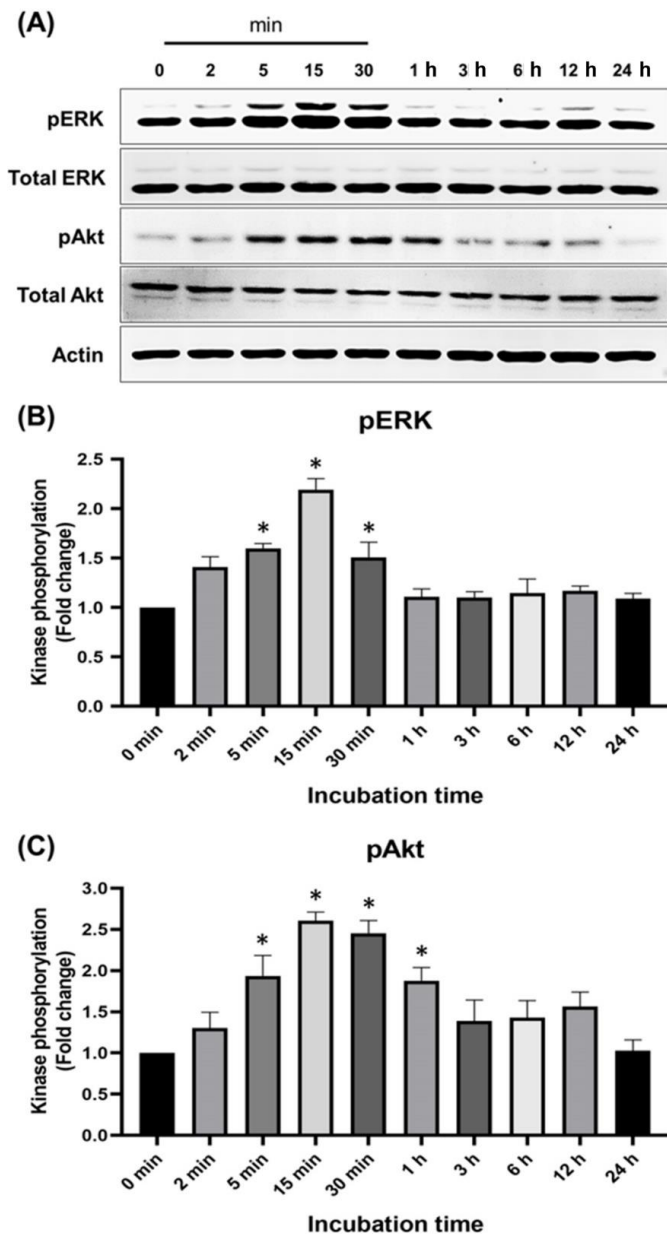 (A)
min
0 2 5 15 30 1 h 3 h 6 h 12 h 24 h
pERK
Total ERK
pAkt
Total Akt
Actin
(B)
pERK
Kinase phosphorylation
(Fold change)
2.5
2.0
1.5
1.0
0.5
0.0
* * *
0 min 2 min 5 min 15 min 30 min 1 h 3 h 6 h 12 h 24 h
Incubation time
(C)
pAkt
Kinase phosphorylation
(Fold change)
3.0
2.5
2.0
1.5
1.0
0.5
0.0
* * * *
0 min 2 min 5 min 15 min 30 min 1 h 3 h 6 h 12 h 24 h
Incubation time